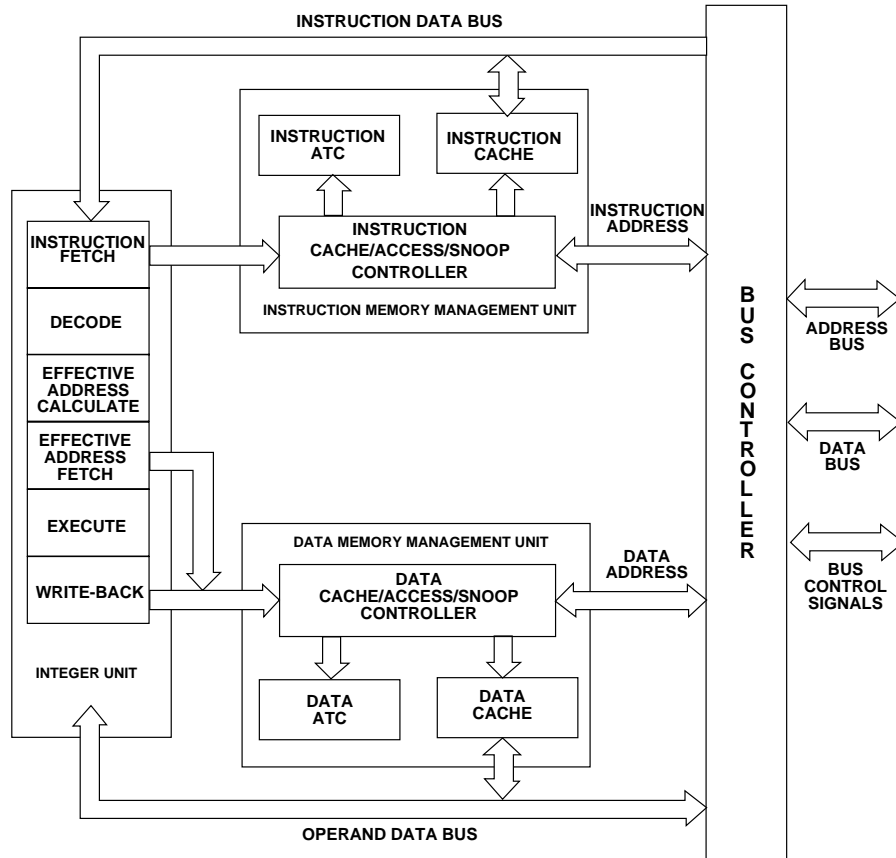 INSTRUCTION DATA BUS
INSTRUCTION
ATC
INSTRUCTION
CACHE
INSTRUCTION
ADDRESS
INSTRUCTION
FETCH
INSTRUCTION
CACHE/ACCESS/SNOOP
CONTROLLER
INSTRUCTION MEMORY MANAGEMENT UNIT
DECODE
EFFECTIVE
ADDRESS
CALCULATE
EFFECTIVE
ADDRESS
FETCH
EXECUTE
WRITE-BACK
INTEGER UNIT
DATA MEMORY MANAGEMENT UNIT
DATA
CACHE/ACCESS/SNOOP
CONTROLLER
DATA
ADDRESS
DATA
ATC
DATA
CACHE
OPERAND DATA BUS
BUS CONTROLLER
ADDRESS
BUS
DATA
BUS
BUS
CONTROL
SIGNALS